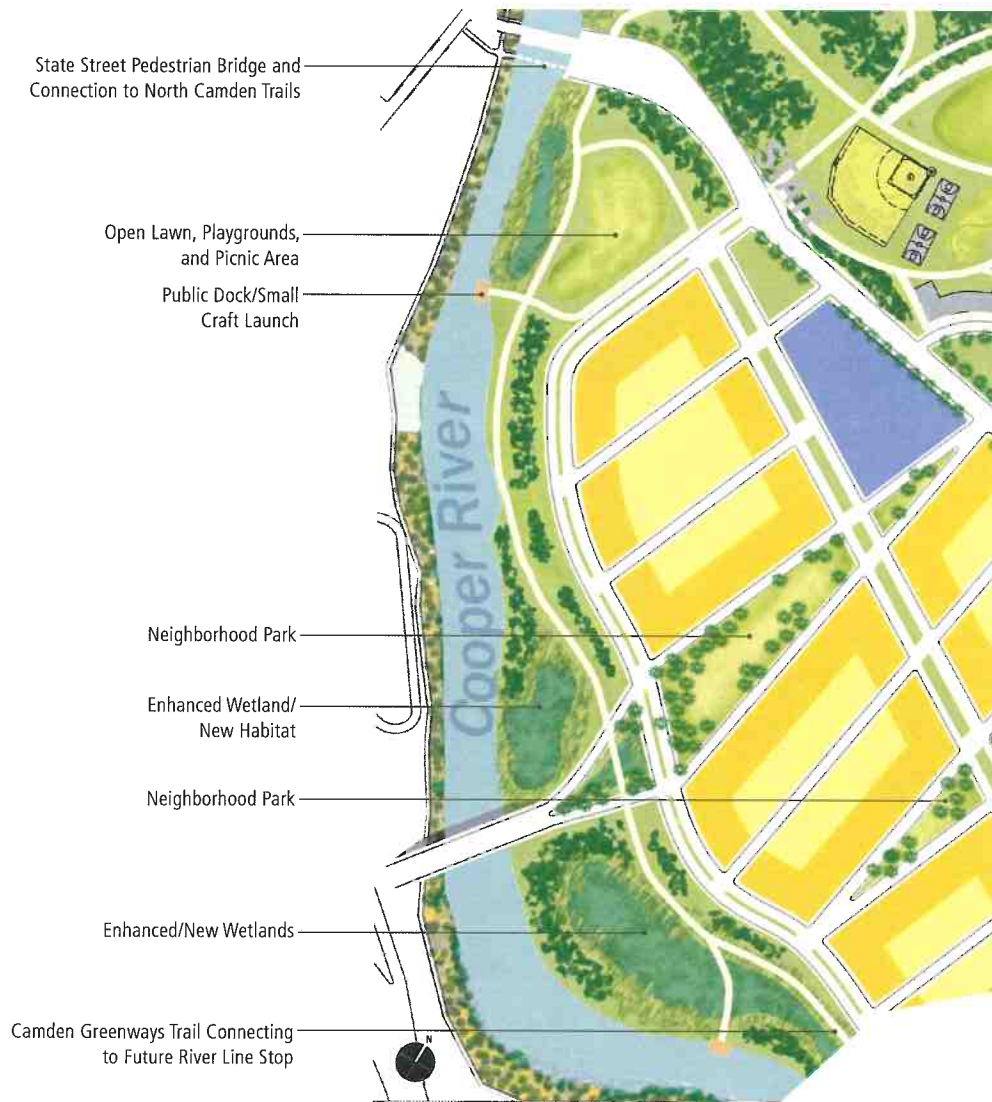 State Street Pedestrian Bridge and
Connection to North Camden Trails
Open Lawn, Playgrounds,
and Picnic Area
Public Dock/Small
Craft Launch
Cooper River
Neighborhood Park
Enhanced Wetland/
New Habitat
Neighborhood Park
Enhanced/New Wetlands
Camden Greenways Trail Connecting
to Future River Line Stop
N